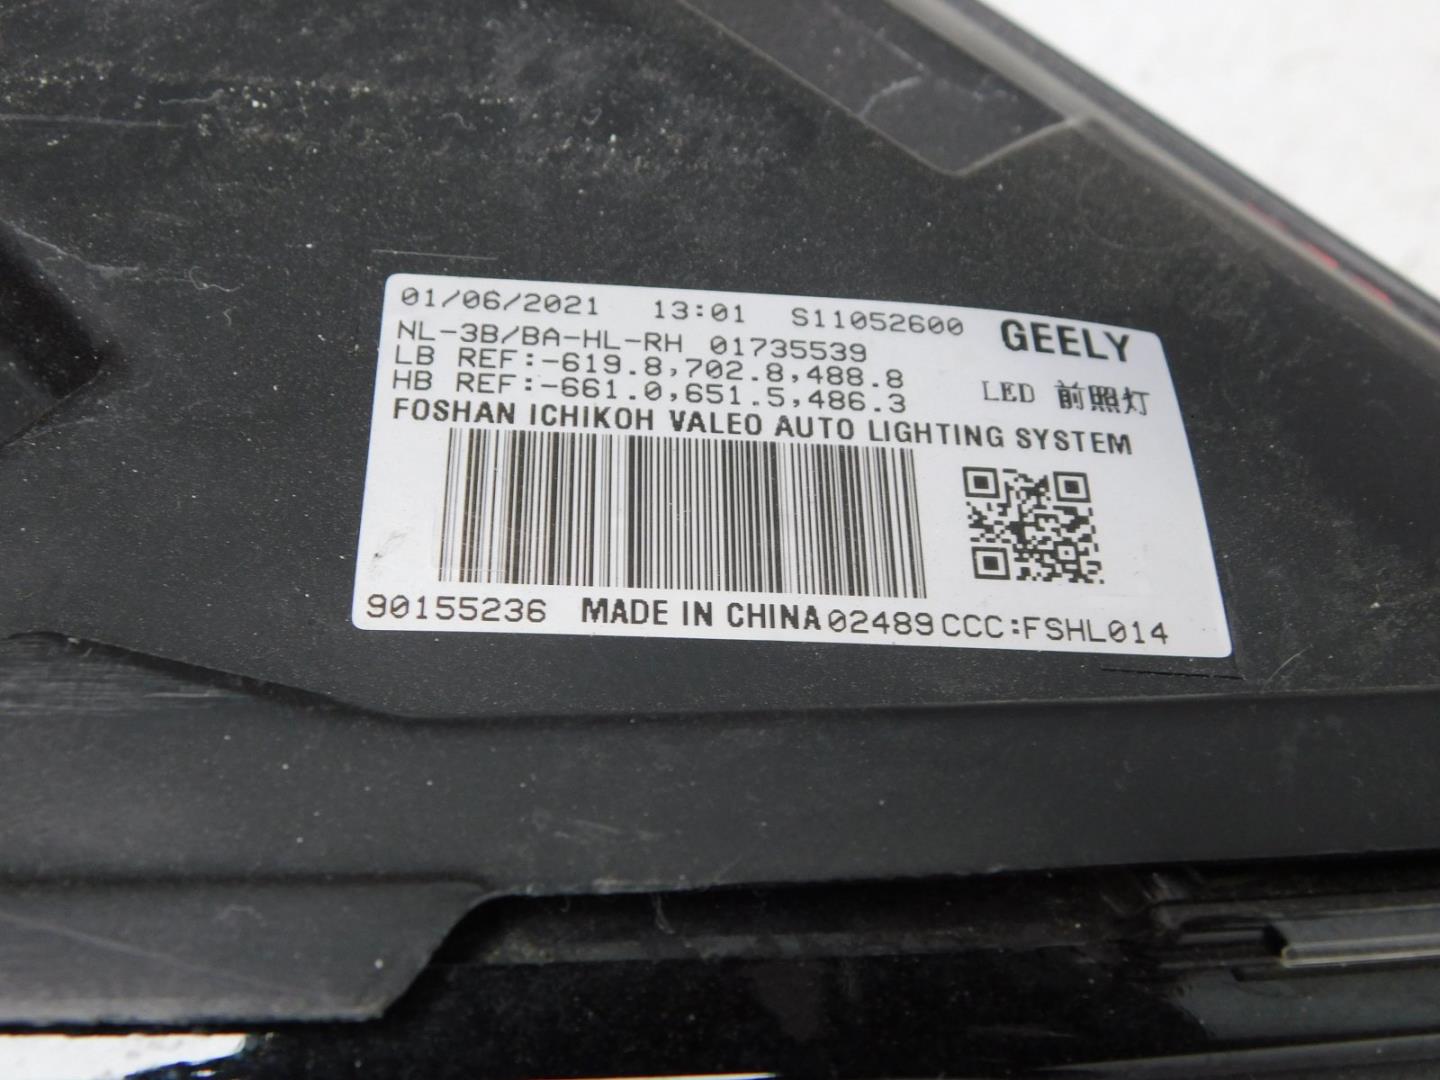 01/06/2021 13:01 S11052600 GEELY
NL-3B/BA-HL-RH 01735539
LB REF:-619.8,702.8,488.8
HB REF:-661.0,651.5,486.3 LED 前照灯
FOSHAN ICHIKOH VALEO AUTO LIGHTING SYSTEM
90155236 MADE IN CHINA 02489 CCC:FSHL014